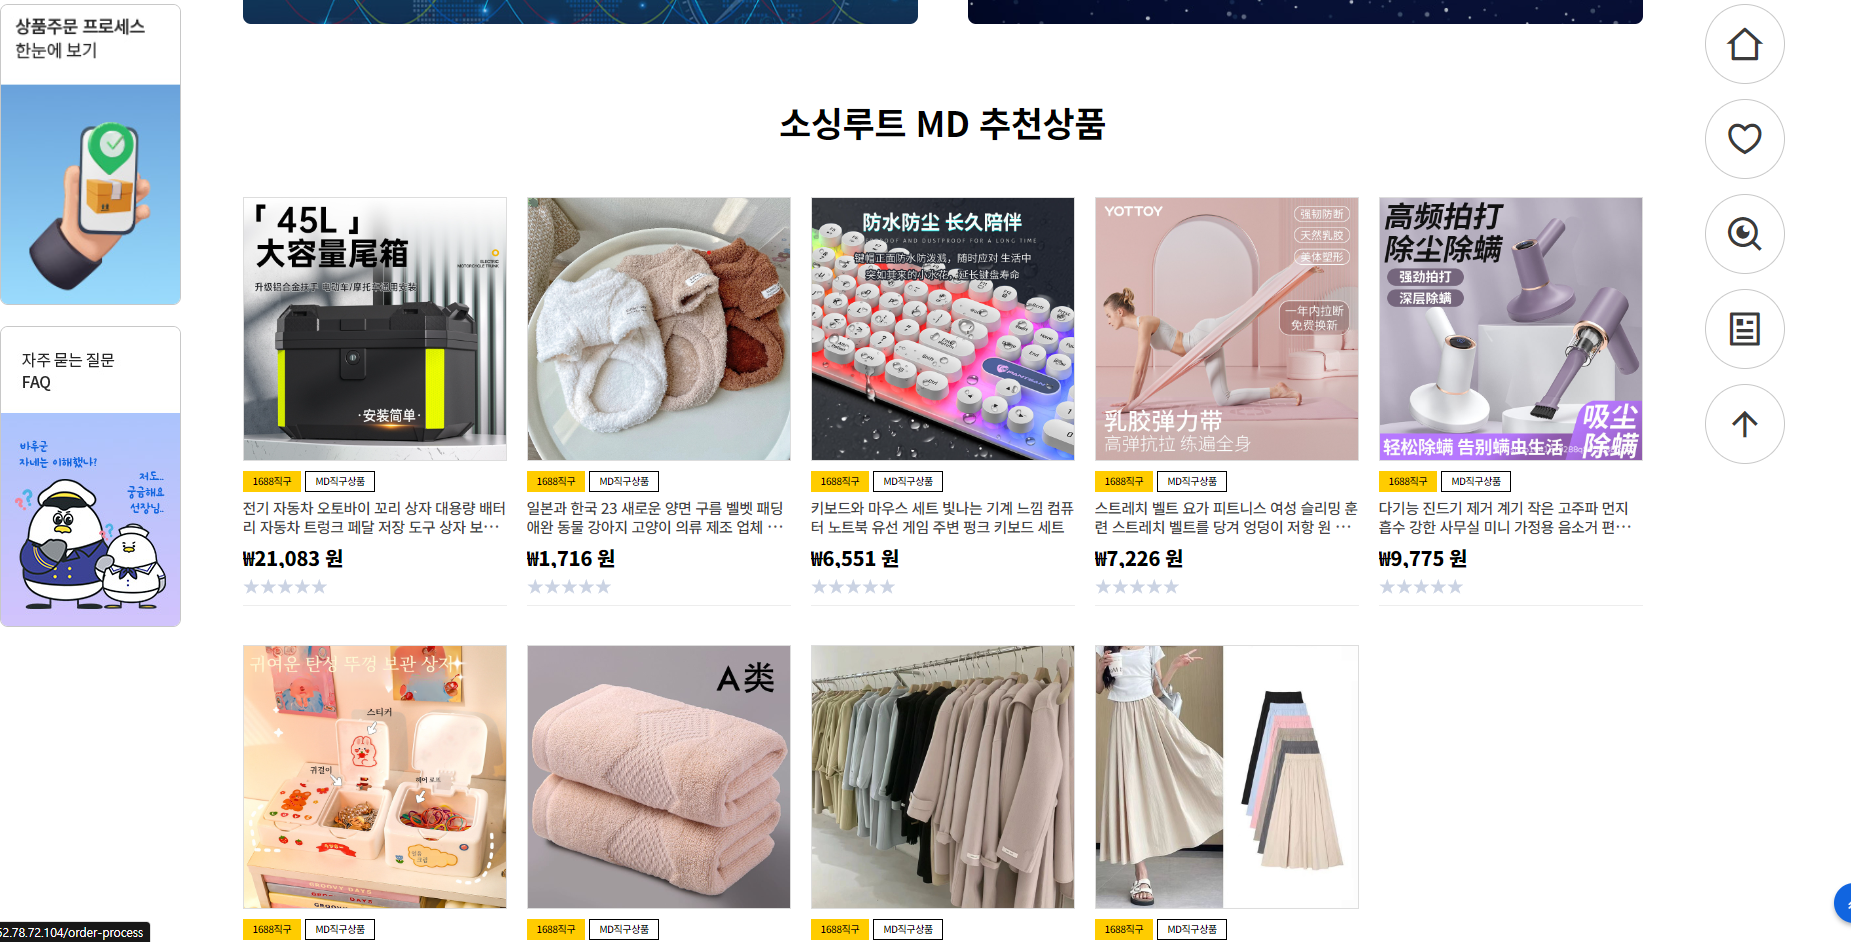 상품주문 프로세스
한눈에 보기
자주 묻는 질문
FAQ
바루군
자네는 이해했나?
저도..
궁금해요
선장님..
소싱루트 MD 추천상품
「 45L 」
大容量尾箱
ELECTRIC
MOTORCYCLE TRUNK
升级铝合金扶手 电动车/摩托车通用安装
·安装简单·
1688직구
MD직구상품
전기 자동차 오토바이 꼬리 상자 대용량 배터
리 자동차 트렁크 페달 저장 도구 상자 보···
₩21,083 원
1688직구
MD직구상품
일본과 한국 23 새로운 양면 구름 벨벳 패딩
애완 동물 강아지 고양이 의류 제조 업체 ···
₩1,716 원
防水防尘 长久陪伴
OOF AND DUSTPROOF FOR A LONG TIME
键帽正面防水防泼溅，随时应对 生活中
突如其来的小水花，延长键盘寿命
1688직구
MD직구상품
키보드와 마우스 세트 빛나는 기계 느낌 컴퓨
터 노트북 유선 게임 주변 펑크 키보드 세트
₩6,551 원
YOTTOY
强韧防断
天然乳胶
美体塑形
一年内拉断
免费换新
乳胶弹力带
高弹抗拉 练遍全身
1688직구
MD직구상품
스트레치 벨트 요가 피트니스 여성 슬리밍 훈
련 스트레치 벨트를 당겨 엉덩이 저항 원 ···
₩7,226 원
高频拍打
除尘除螨
强劲拍打
深层除螨
吸尘
除螨
轻松除螨 告别螨虫生活
1688직구
MD직구상품
다기능 진드기 제거 계기 작은 고주파 먼지
흡수 강한 사무실 미니 가정용 음소거 편···
₩9,775 원
귀여운 탄성 뚜껑 보관 상자
스티커
귀걸이
헤어 로프
GROOVY DAYS
1688직구
MD직구상품
A类
1688직구
MD직구상품
1688직구
MD직구상품
1688직구
MD직구상품
52.78.72.104/order-process